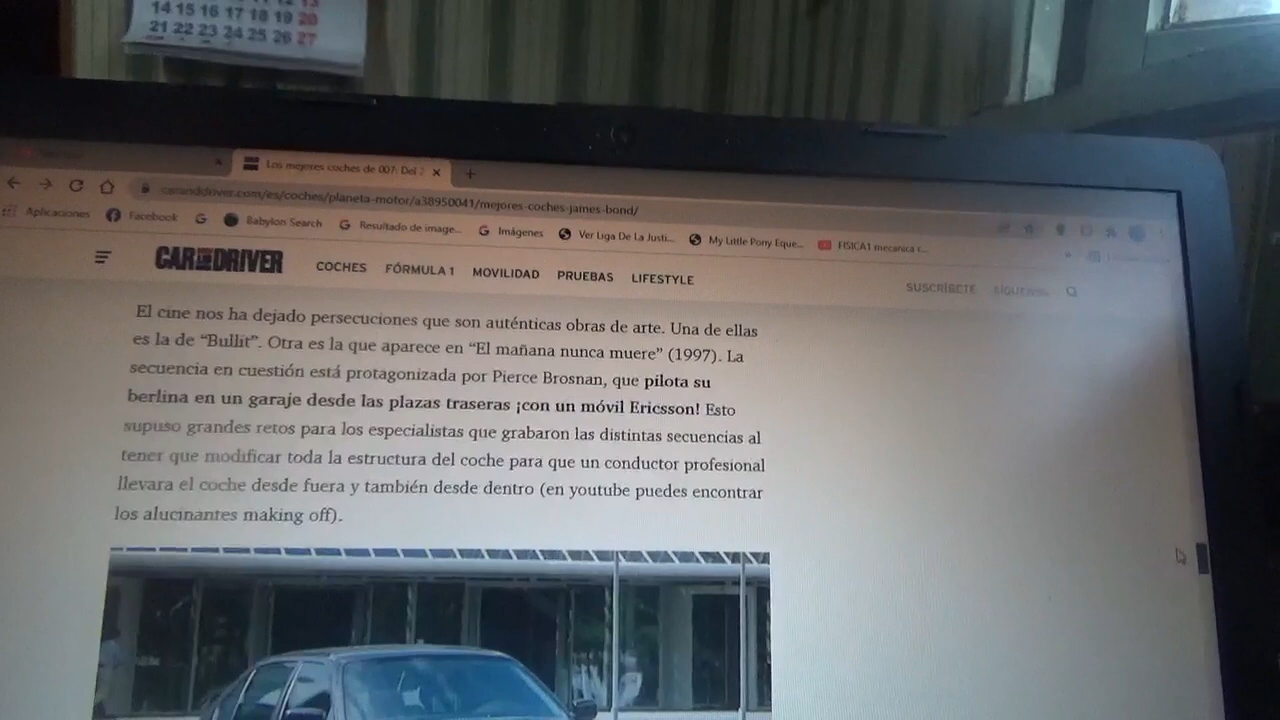 14 15 16 17 18 19 20
21 22 23 24 25 26 27
Los mejores coches de 007: Del
caranddriver.com/es/coches/planeta-motor/a38950041/mejores-coches-james-bond/
Aplicaciones Facebook Babylon Search Resultado de image... Imágenes Ver Liga De La Justi... My Little Pony Eque... FISICA1 mecanica c...
CAR AND DRIVER COCHES FÓRMULA 1 MOVILIDAD PRUEBAS LIFESTYLE SUSCRÍBETE
El cine nos ha dejado persecuciones que son auténticas obras de arte. Una de ellas
es la de “Bullit”. Otra es la que aparece en “El mañana nunca muere” (1997). La
secuencia en cuestión está protagonizada por Pierce Brosnan, que pilota su
berlina en un garaje desde las plazas traseras ¡con un móvil Ericsson! Esto
supuso grandes retos para los especialistas que grababan las distintas secuencias al
tener que modificar toda la estructura del coche para que un conductor profesional
llevara el coche desde fuera y también desde dentro (en youtube puedes encontrar
los alucinantes making off).